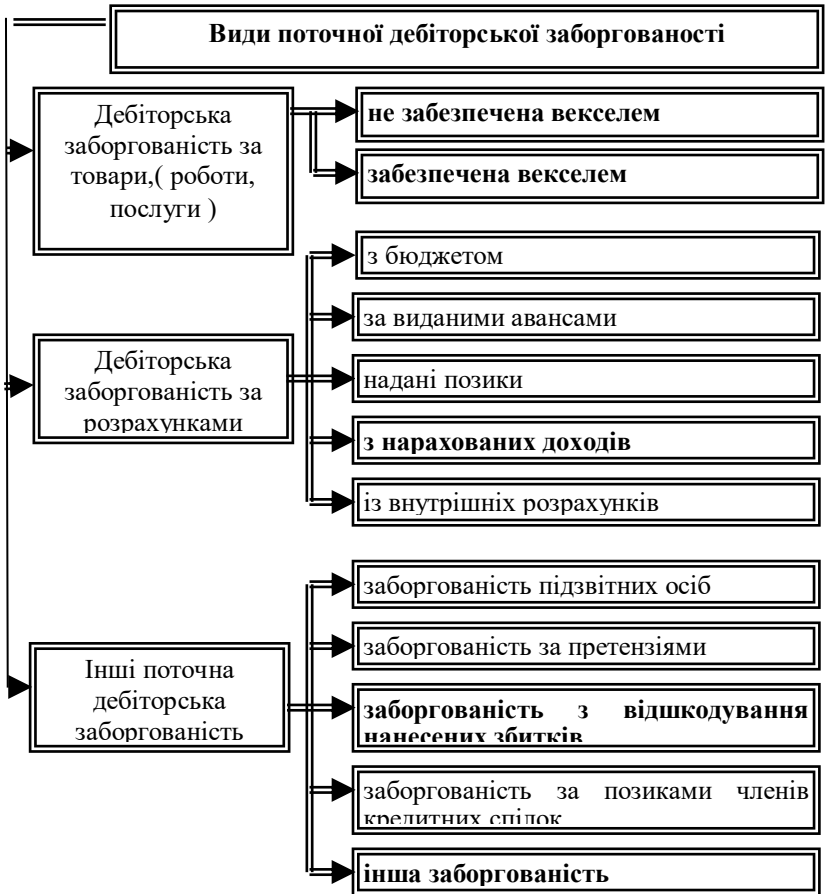 Види поточної дебіторської заборгованості
Дебіторська
заборгованість за
товари,( роботи,
послуги )
не забезпечена векселем
забезпечена векселем
Дебіторська
заборгованість за
розрахунками
з бюджетом
за виданими авансами
надані позики
з нарахованих доходів
із внутрішніх розрахунків
Інші поточна
дебіторська
заборгованість
заборгованість підзвітних осіб
заборгованість за претензіями
заборгованість з відшкодування
нанесених збитків
заборгованість за позиками членів
кредитних спілок
інша заборгованість